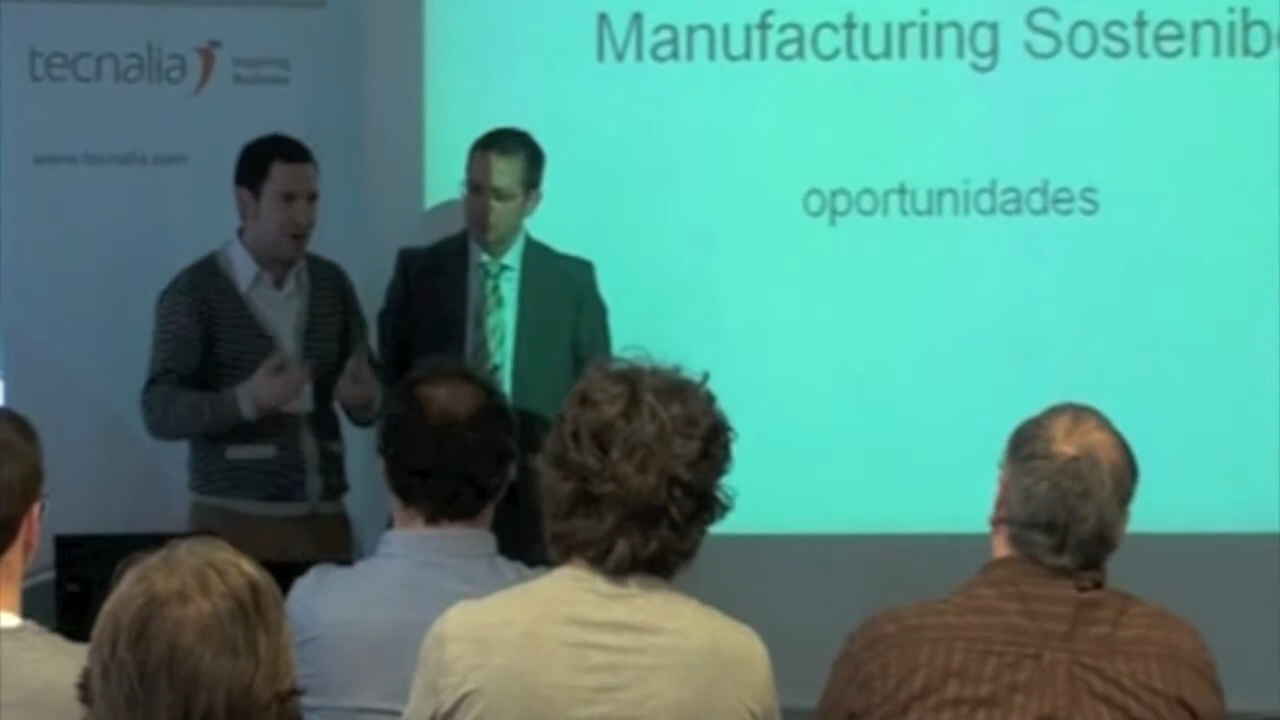 tecnalia
www.tecnalia.com
Manufacturing Sostenib
oportunidades